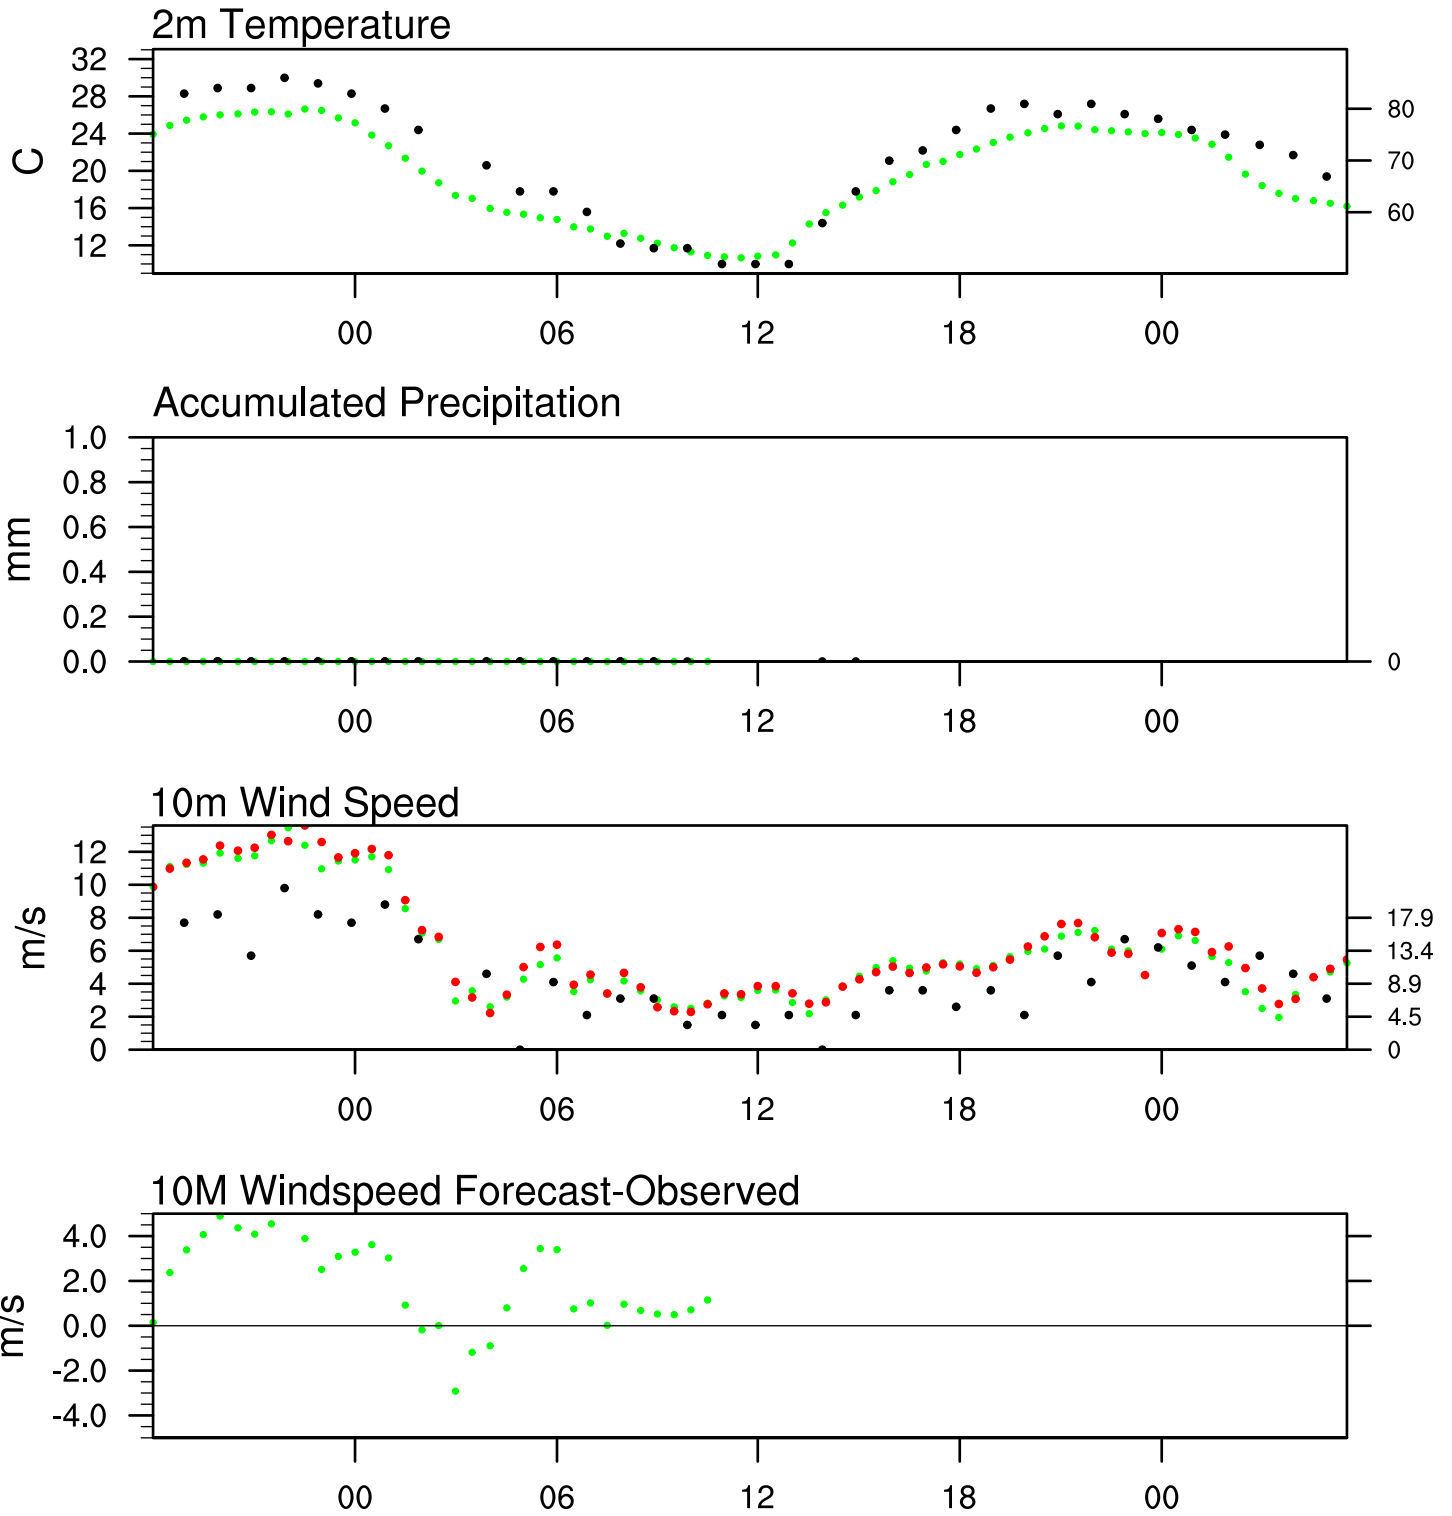 2m Temperature
32
28
24
20
16
12
C
80
70
60
00 06 12 18 00
Accumulated Precipitation
1.0
0.8
0.6
0.4
0.2
0.0
mm
0
00 06 12 18 00
10m Wind Speed
12
10
8
6
4
2
0
m/s
17.9
13.4
8.9
4.5
0
00 06 12 18 00
10M Windspeed Forecast-Observed
4.0
2.0
0.0
-2.0
-4.0
m/s
00 06 12 18 00